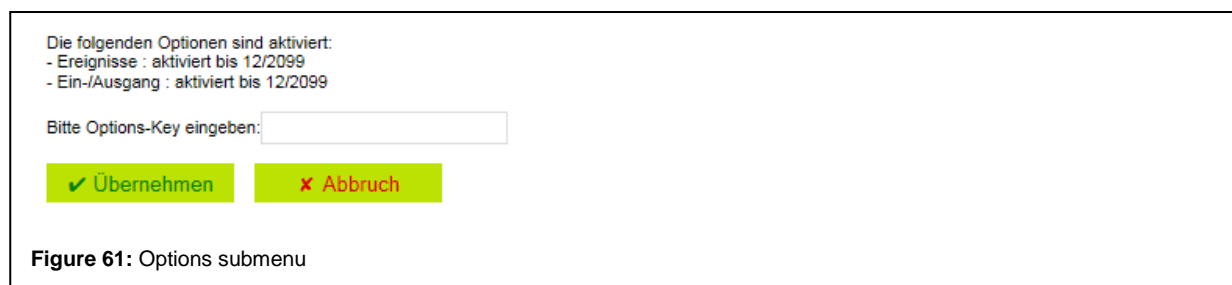 Die folgenden Optionen sind aktiviert:
- Ereignisse : aktiviert bis 12/2099
- Ein-/Ausgang : aktiviert bis 12/2099
Bitte Options-Key eingeben:
✔ Übernehmen ✘ Abbruch
Figure 61: Options submenu